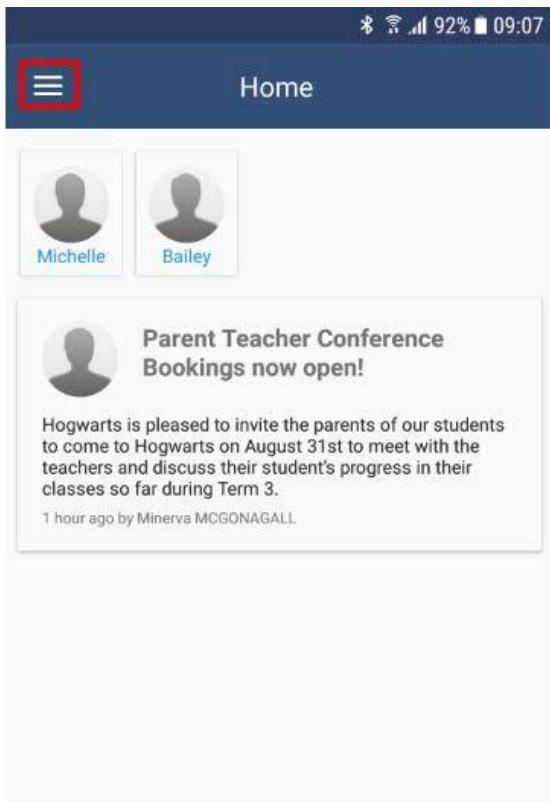 92% 09:07
Home
Michelle
Bailey
Parent Teacher Conference
Bookings now open!
Hogwarts is pleased to invite the parents of our students
to come to Hogwarts on August 31st to meet with the
teachers and discuss their student's progress in their
classes so far during Term 3.
1 hour ago by Minerva MCGONAGALL